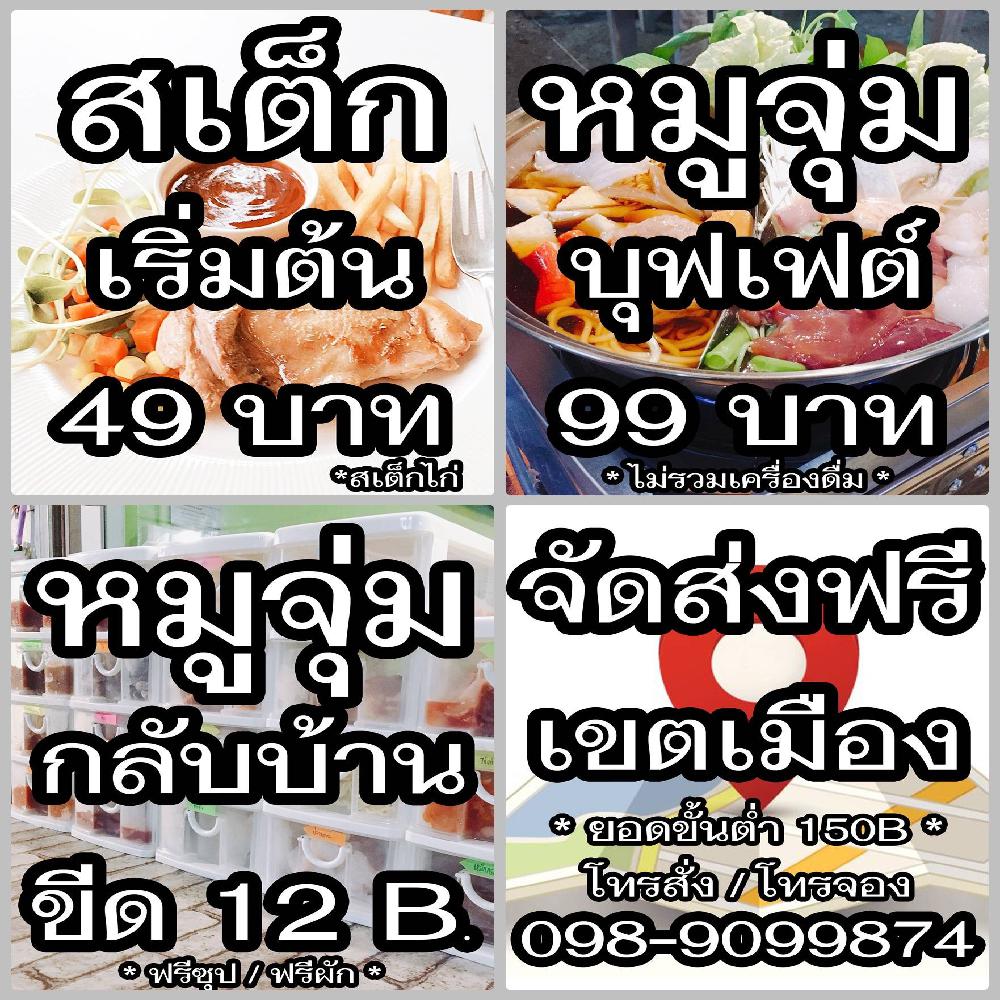 สเต็ก
เริ่มต้น
49 บาท
*สเต็กไก่
หมูจุ่ม
บุฟเฟต์
99 บาท
* ไม่รวมเครื่องดื่ม *
หมูจุ่ม
กลับบ้าน
ขีด 12 B.
* ฟรีซุป / ฟรีผัก *
จัดส่งฟรี
เขตเมือง
* ยอดขั้นต่ำ 150B *
โทรสั่ง / โทรจอง
098-9099874